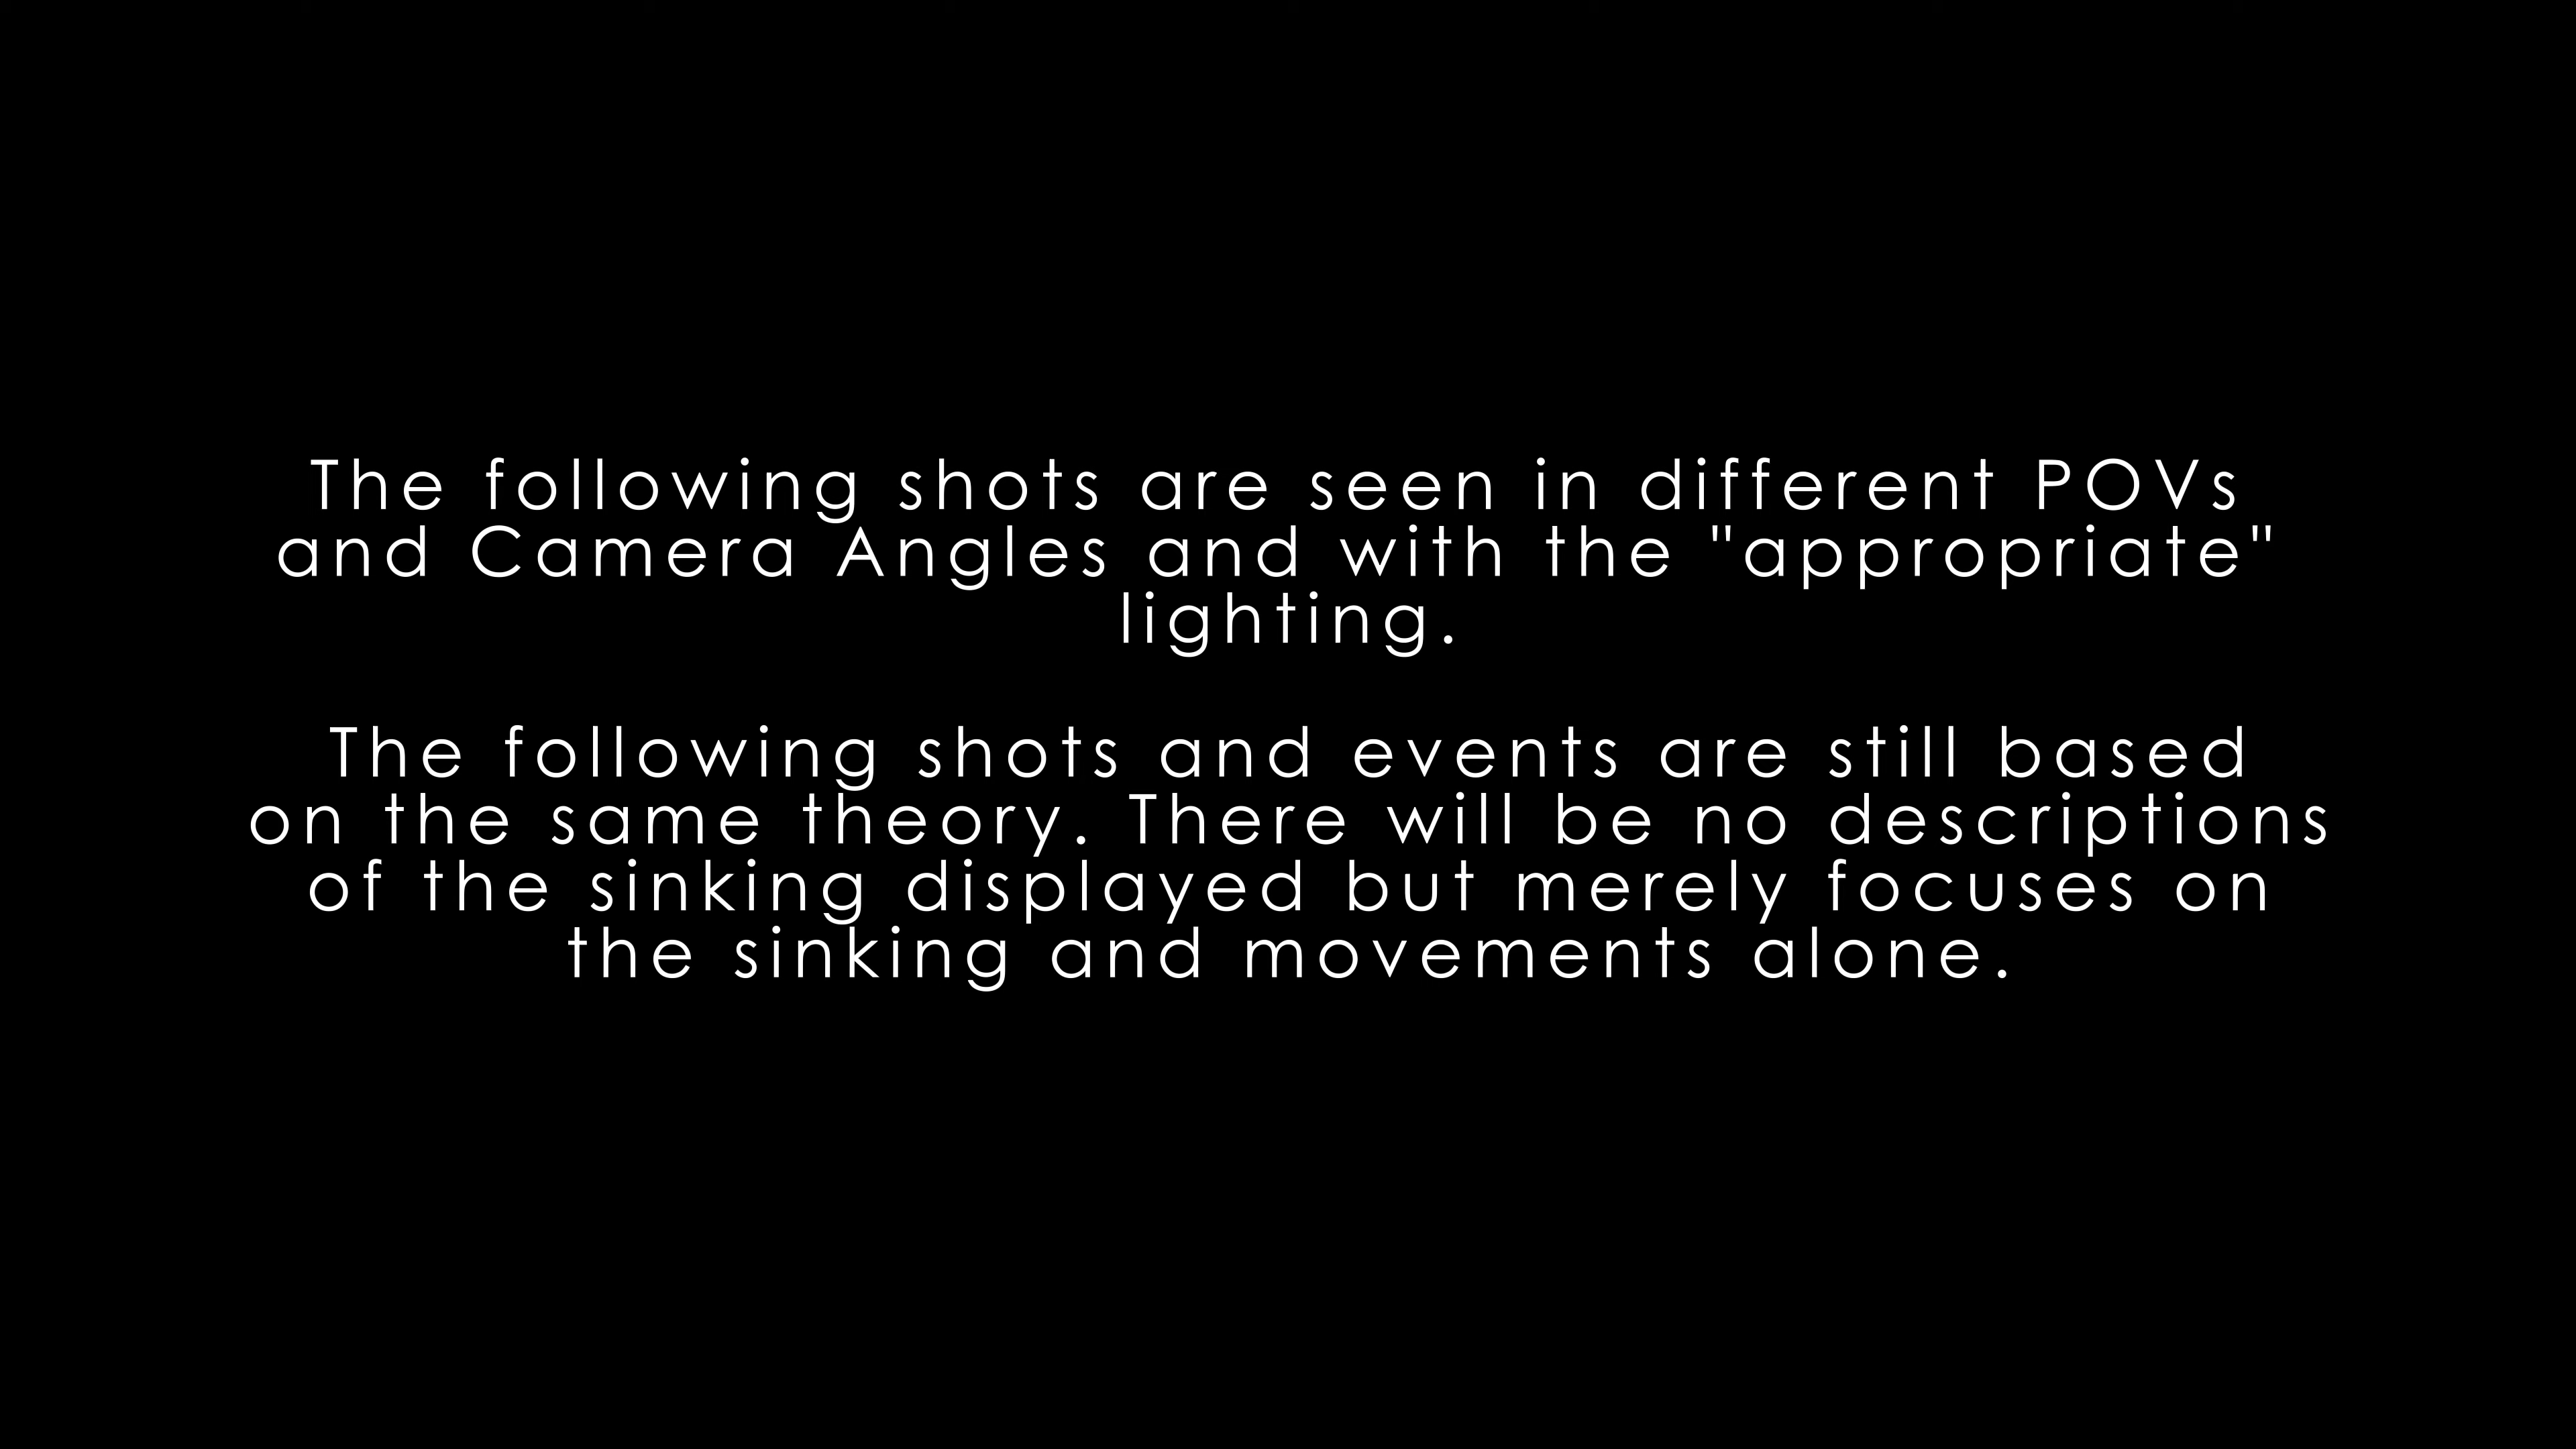 The following shots are seen in different POVs
and Camera Angles and with the "appropriate"
lighting.
The following shots and events are still based
on the same theory. There will be no descriptions
of the sinking displayed but merely focuses on
the sinking and movements alone.